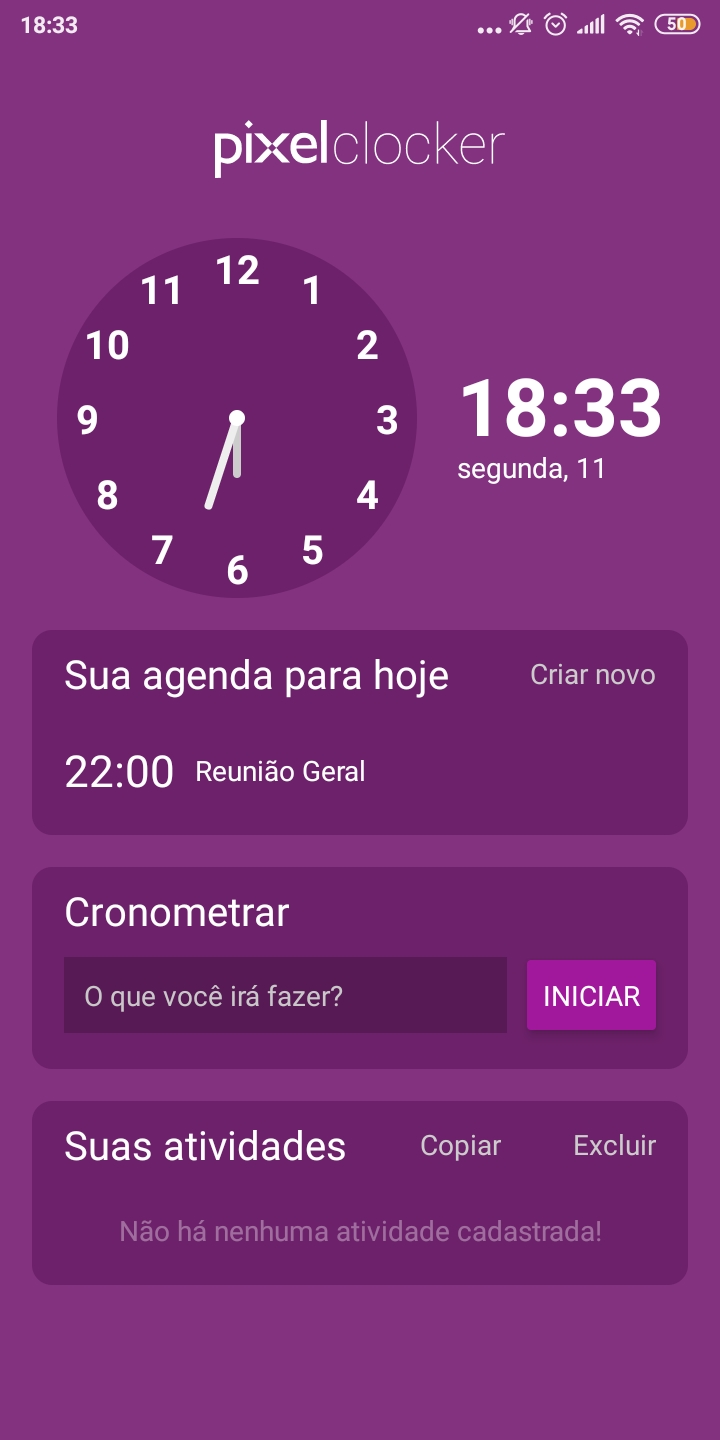 18:33
50
pixelclocker
12
11
1
10
2
9
3
8
4
7
5
6
18:33
segunda, 11
Sua agenda para hoje
Criar novo
22:00 Reunião Geral
Cronometrar
O que você irá fazer?
INICIAR
Suas atividades
Copiar
Excluir
Não há nenhuma atividade cadastrada!